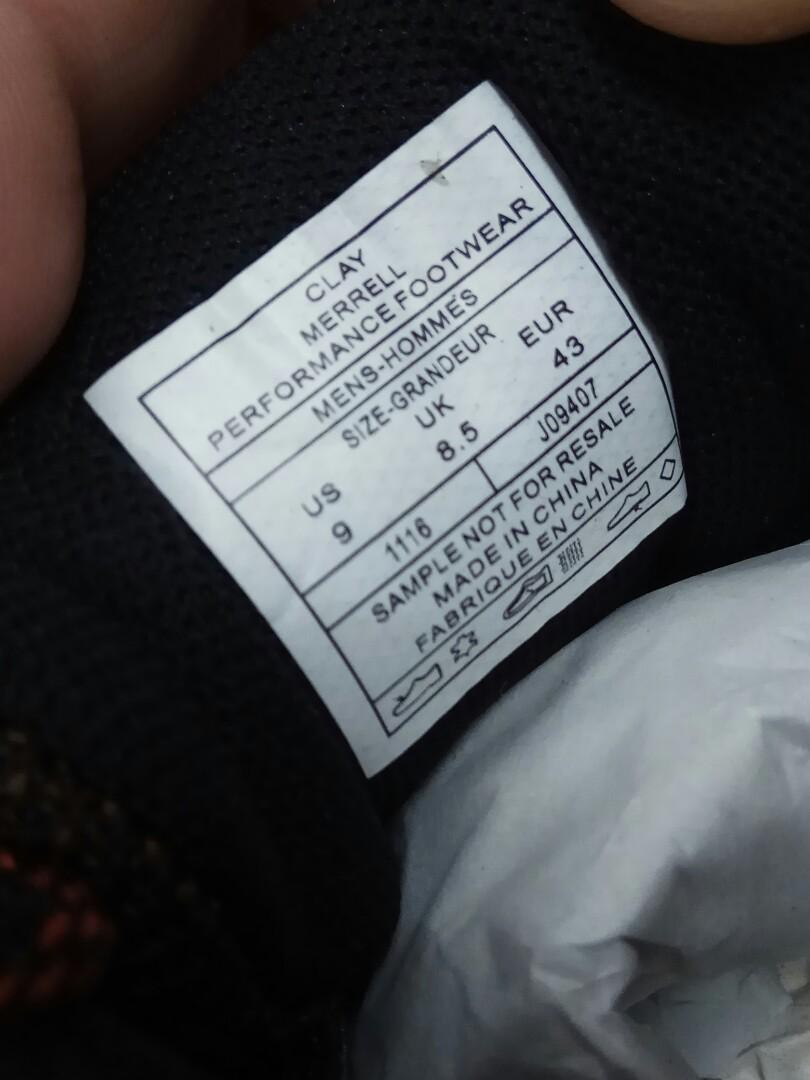 CLAY
MERRELL
PERFORMANCE FOOTWEAR
MENS-HOMMES
SIZE-GRANDEUR
US UK EUR
9 8.5 43
1116 J09407
SAMPLE NOT FOR RESALE
MADE IN CHINA
FABRIQUE EN CHINE